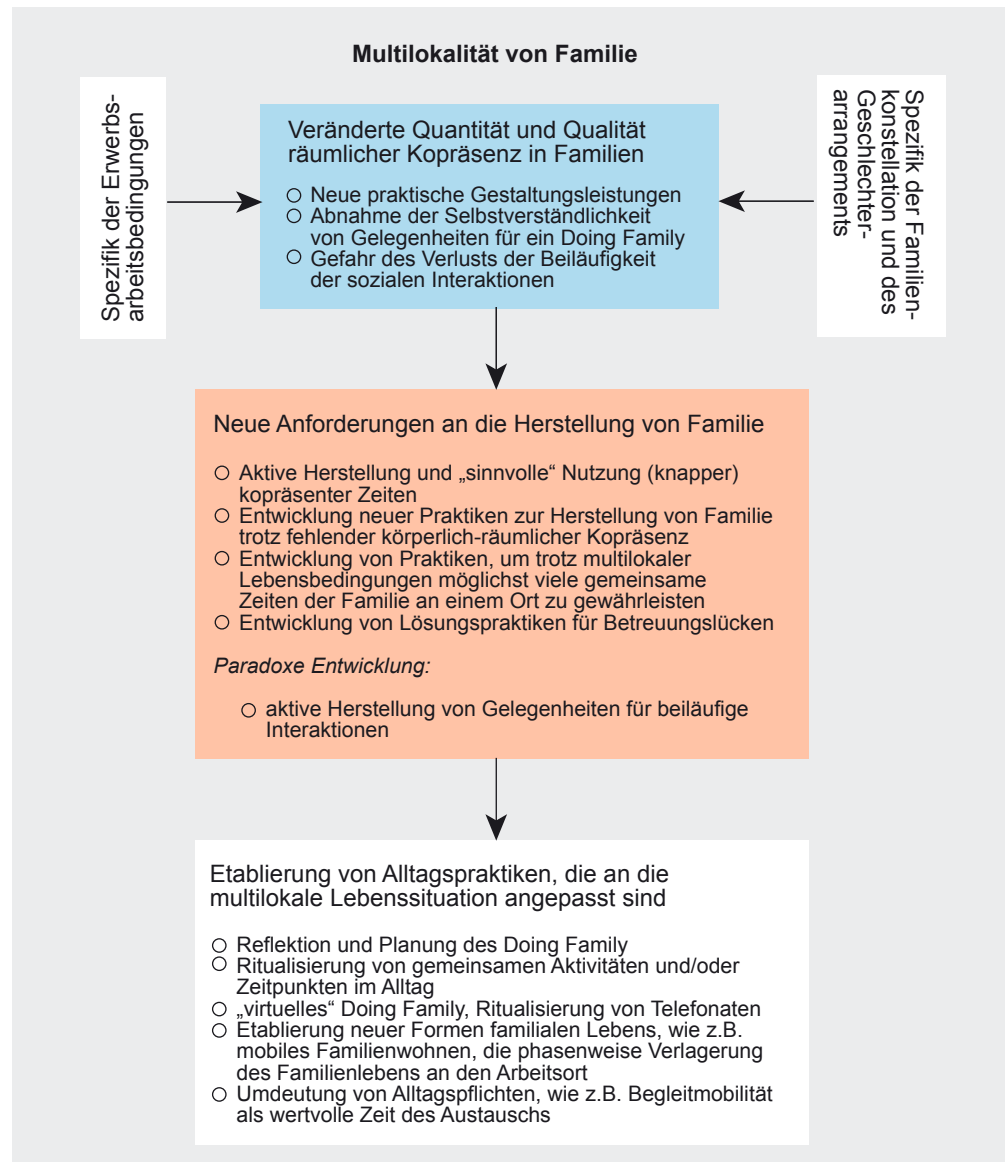 Multilokalität von Familie
Spezifik der Erwerbs-
arbeitsbedingungen
Veränderte Quantität und Qualität
räumlicher Kopräsenz in Familien
Neue praktische Gestaltungsleistungen
Abnahme der Selbstverständlichkeit
von Gelegenheiten für ein Doing Family
Gefahr des Verlusts der Beiläufigkeit
der sozialen Interaktionen
Spezifik der Familien-
konstellation und des
Geschlechter-
arrangements
Neue Anforderungen an die Herstellung von Familie
Aktive Herstellung und „sinnvolle“ Nutzung (knapper)
kopräsenter Zeiten
Entwicklung neuer Praktiken zur Herstellung von Familie
trotz fehlender körperlich-räumlicher Kopräsenz
Entwicklung von Praktiken, um trotz multilokaler
Lebensbedingungen möglichst viele gemeinsame
Zeiten der Familie an einem Ort zu gewährleisten
Entwicklung von Lösungspraktiken für Betreuungslücken
Paradoxe Entwicklung:
aktive Herstellung von Gelegenheiten für beiläufige
Interaktionen
Etablierung von Alltagspraktiken, die an die
multilokale Lebenssituation angepasst sind
Reflektion und Planung des Doing Family
Ritualisierung von gemeinsamen Aktivitäten und/oder
Zeitpunkten im Alltag
„virtuelles“ Doing Family, Ritualisierung von Telefonaten
Etablierung neuer Formen familialen Lebens, wie z.B.
mobiles Familienwohnen, die phasenweise Verlagerung
des Familienlebens an den Arbeitsort
Umdeutung von Alltagspflichten, wie z.B. Begleitmobilität
als wertvolle Zeit des Austauschs